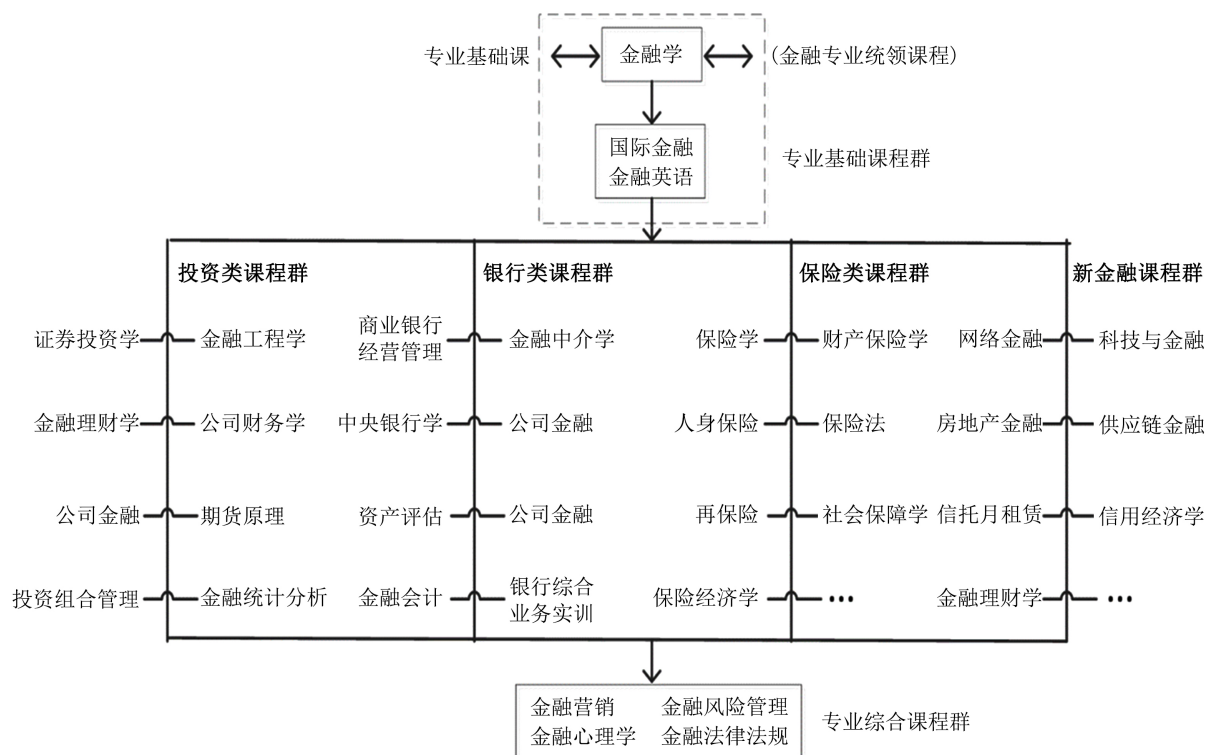 专业基础课
金融学
(金融专业统领课程)
国际金融
金融英语
专业基础课程群
投资类课程群
银行类课程群
保险类课程群
新金融课程群
证券投资学
金融工程学
商业银行
经营管理
金融中介学
保险学
财产保险学
网络金融
科技与金融
金融理财学
公司财务学
中央银行学
公司金融
人身保险
保险法
房地产金融
供应链金融
公司金融
期货原理
资产评估
公司金融
再保险
社会保障学
信托月租赁
信用经济学
投资组合管理
金融统计分析
金融会计
银行综合
业务实训
保险经济学
•••
金融理财学
•••
金融营销 金融风险管理
金融心理学 金融法律法规
专业综合课程群